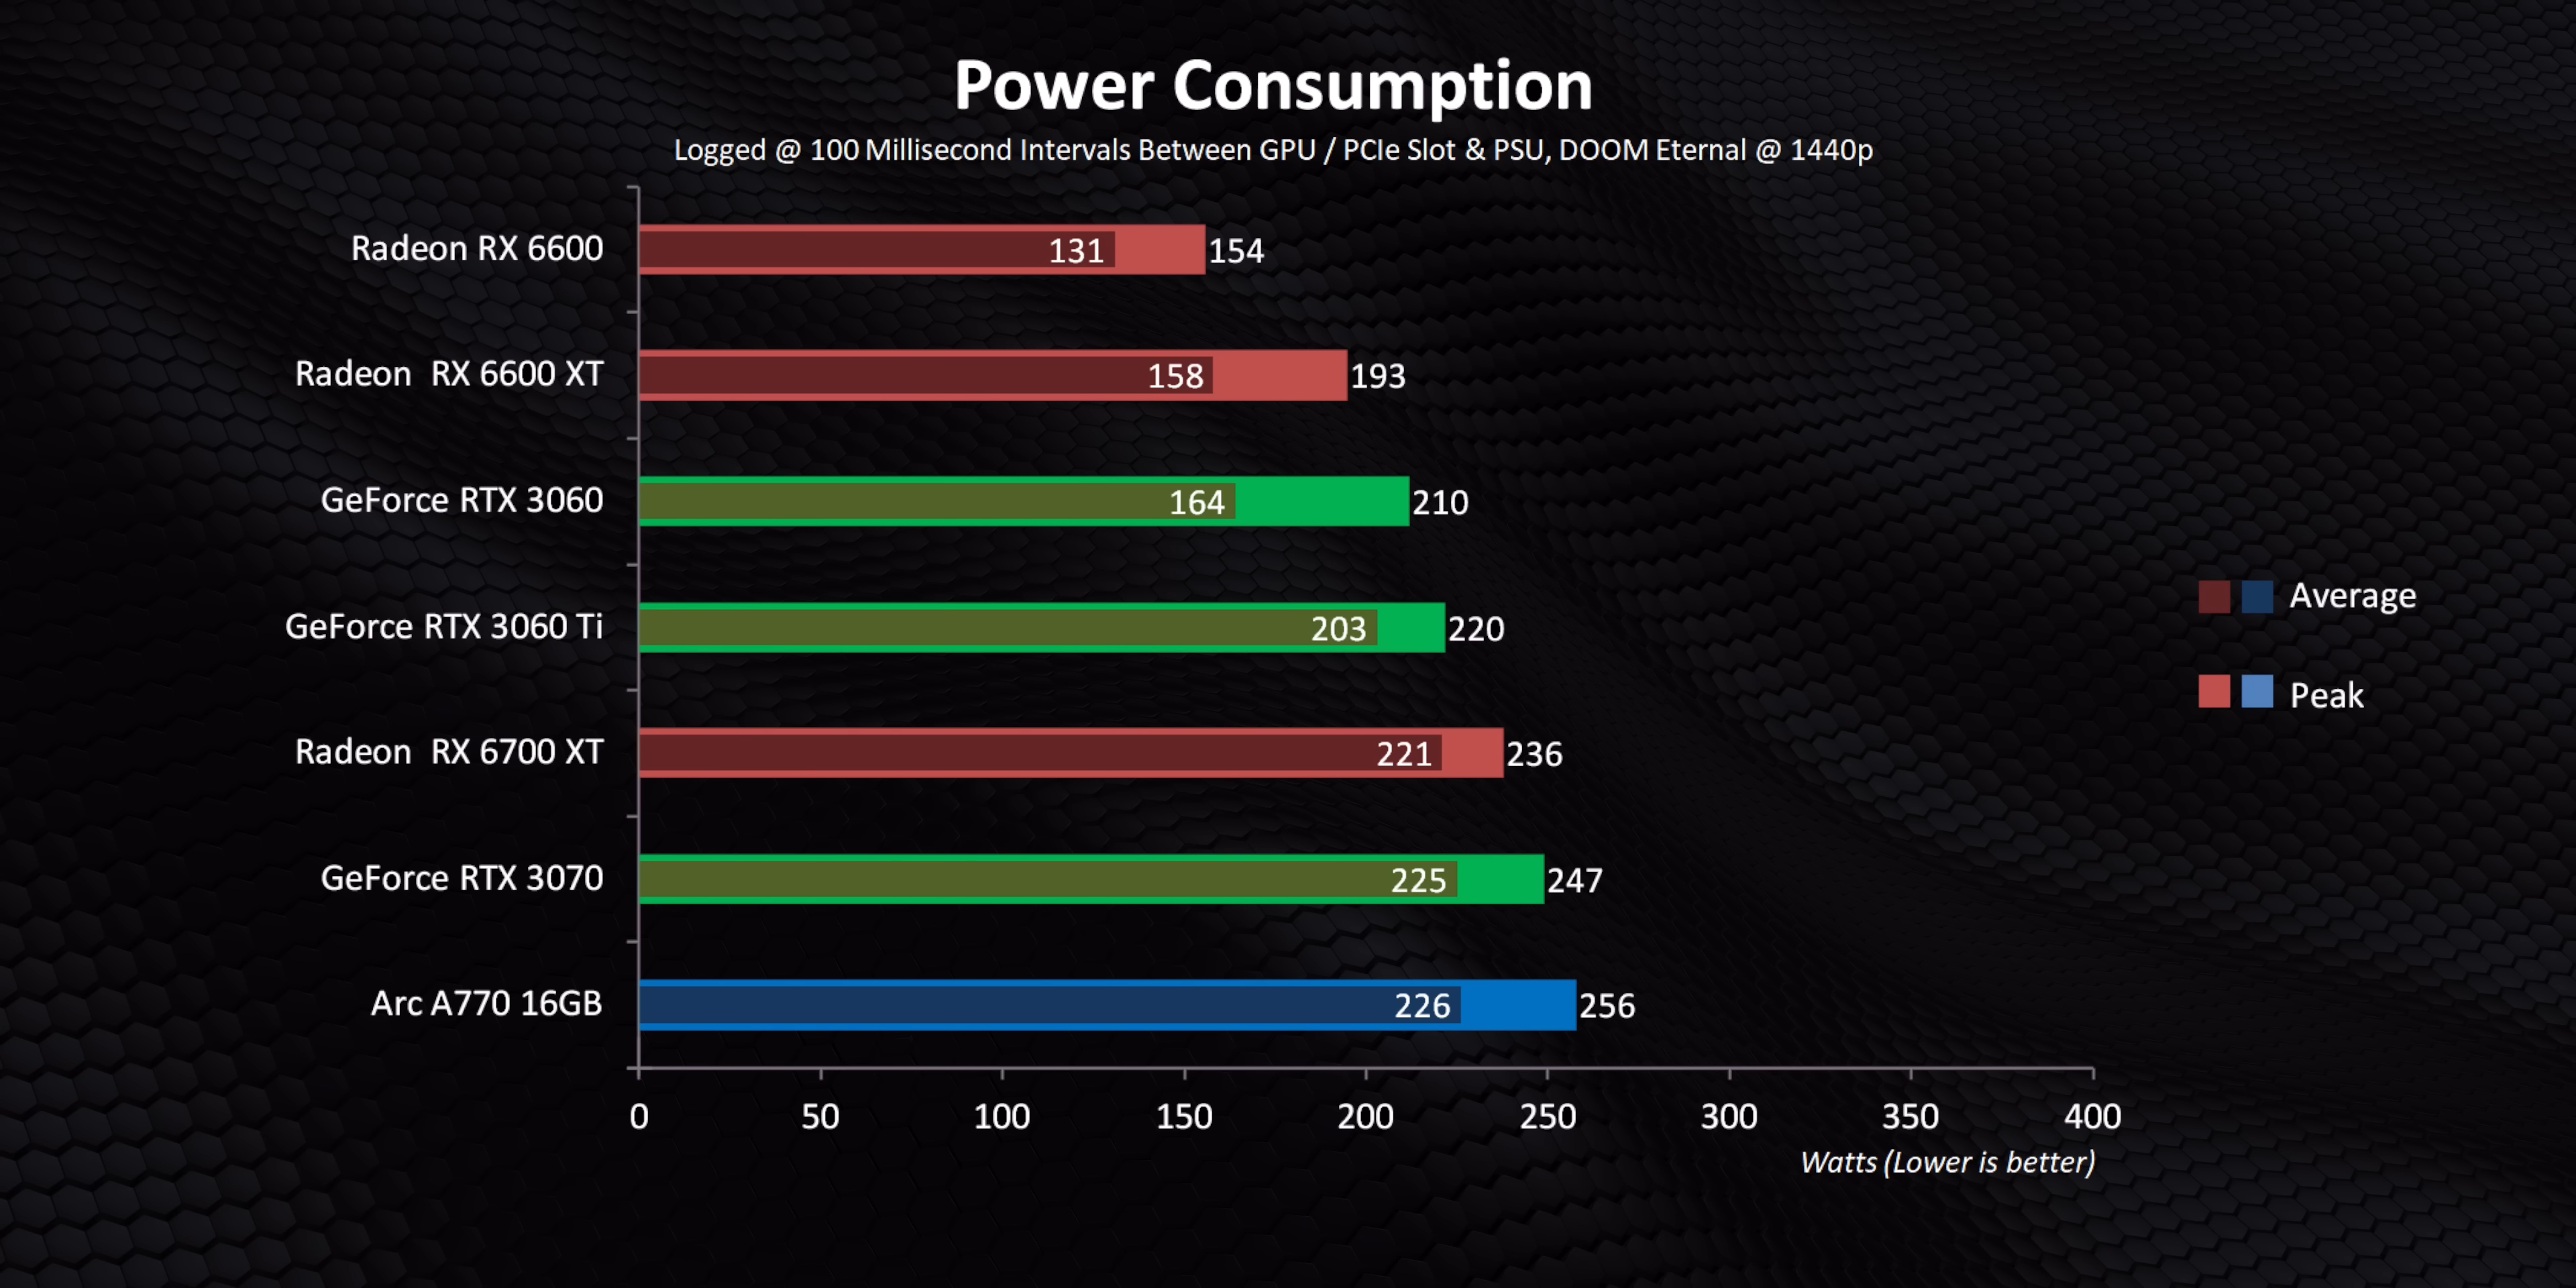 Power Consumption
Logged @ 100 Millisecond Intervals Between GPU / PCIe Slot & PSU, DOOM Eternal @ 1440p
Radeon RX 6600 131 154
Radeon  RX 6600 XT 158 193
GeForce RTX 3060 164 210
GeForce RTX 3060 Ti 203 220
Radeon  RX 6700 XT 221 236
GeForce RTX 3070 225 247
Arc A770 16GB 226 256
Average
Peak
0 50 100 150 200 250 300 350 400
Watts (Lower is better)